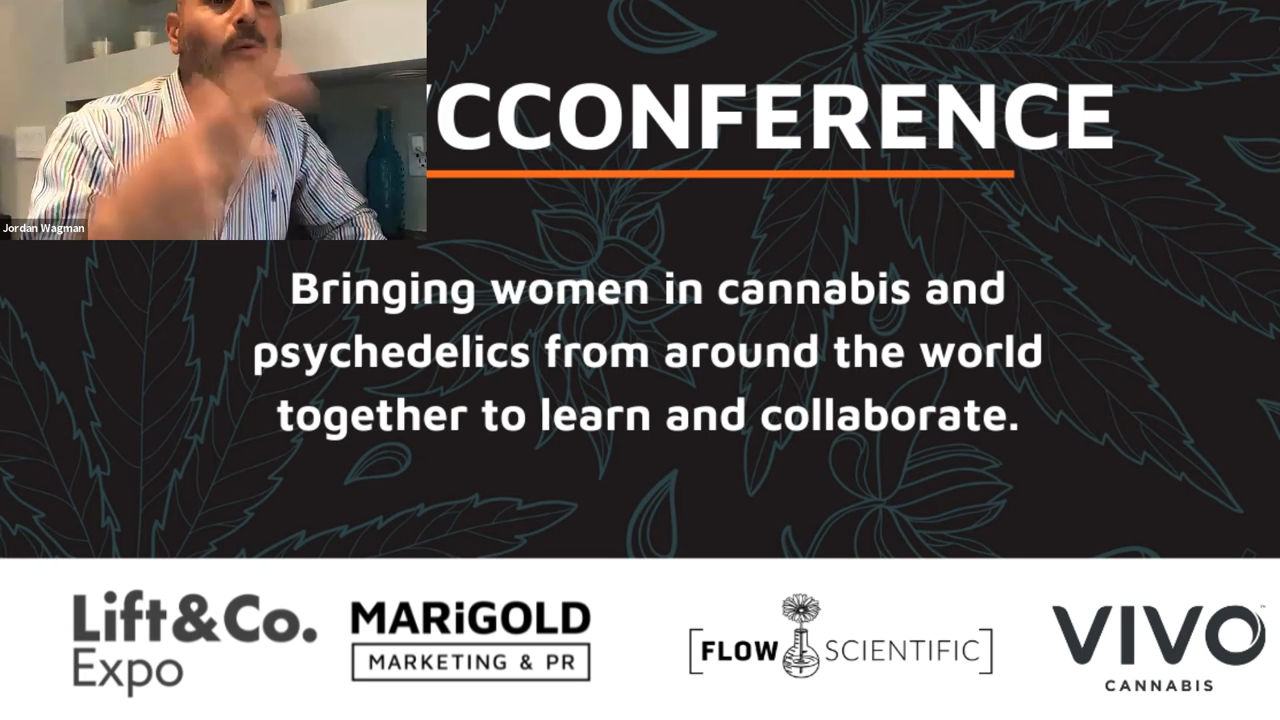 CCONFERENCE
Jordan Wagman
Bringing women in cannabis and
psychedelics from around the world
together to learn and collaborate.
Lift&Co.
Expo
MARiGOLD
MARKETING & PR
FLOW SCIENTIFIC
VIVO
CANNABIS